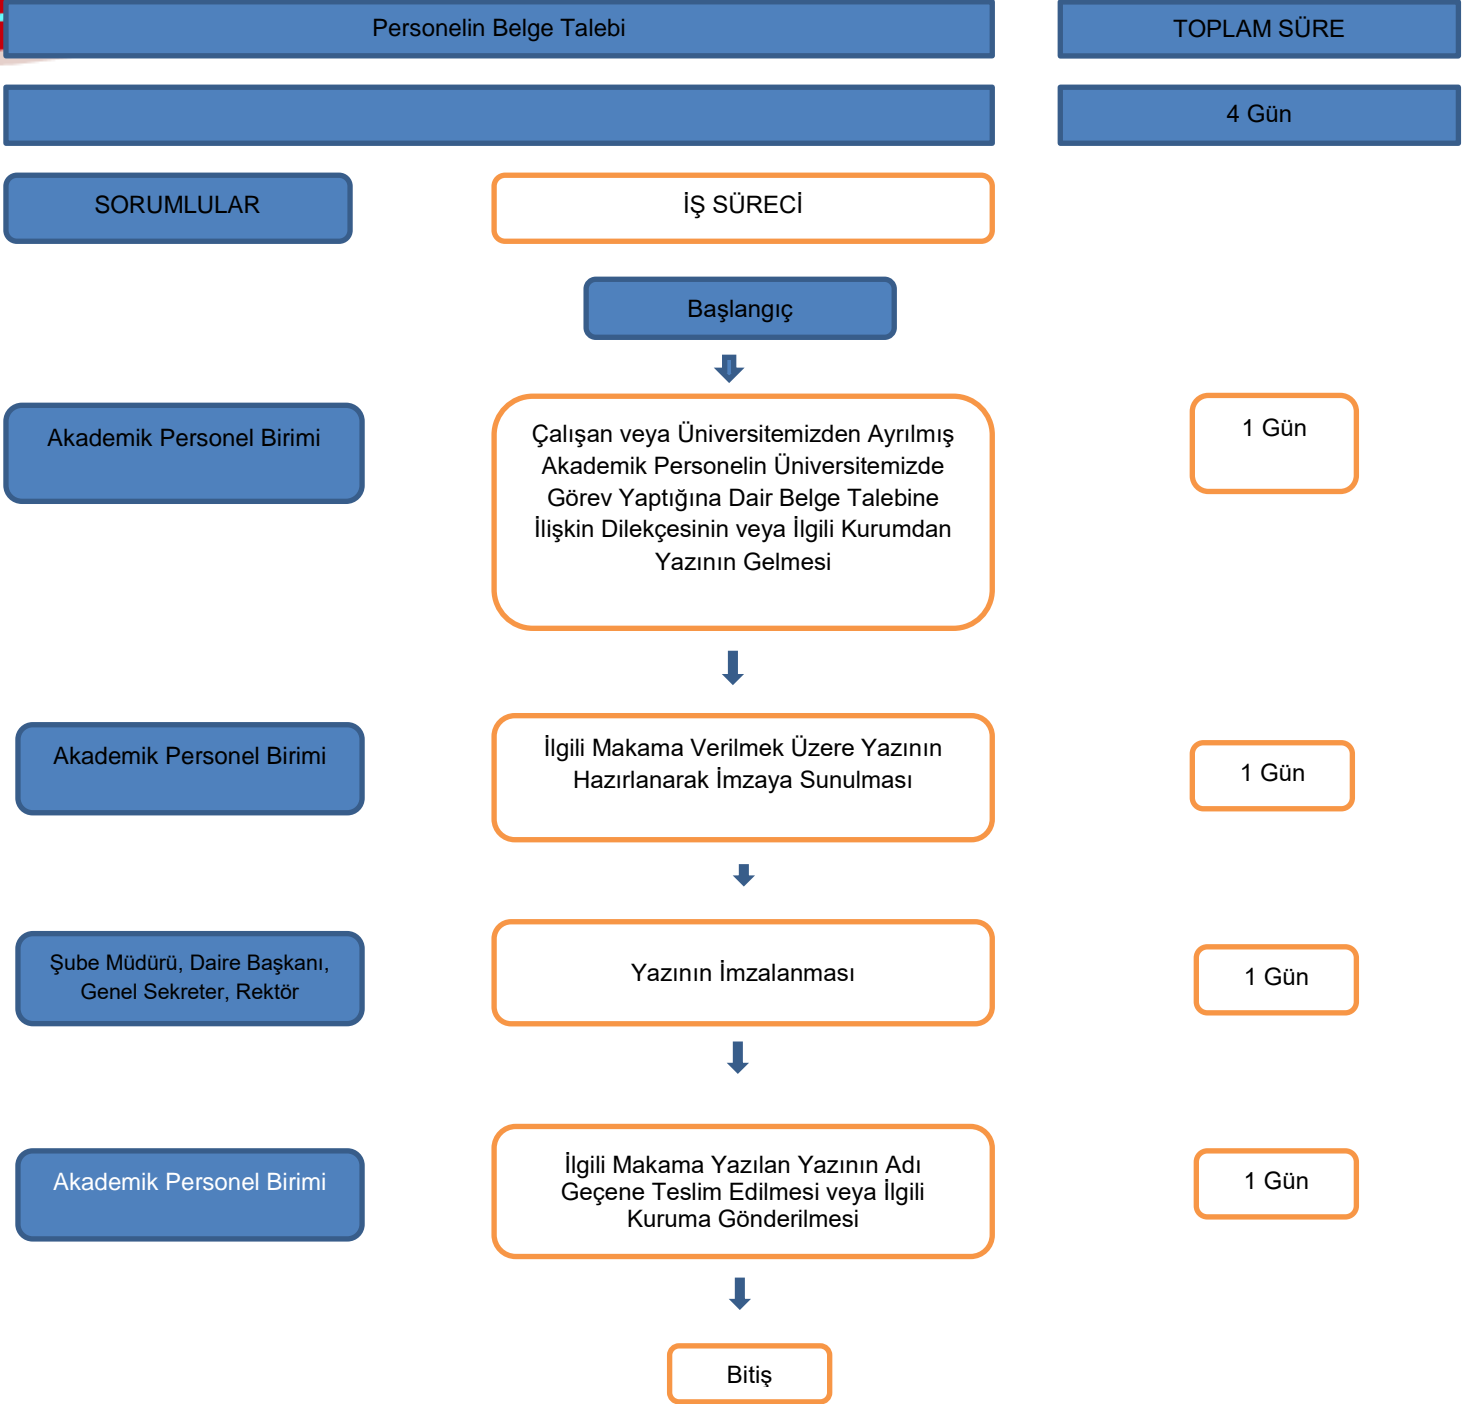 Personelin Belge Talebi
TOPLAM SÜRE
4 Gün
SORUMLULAR
İŞ SÜRECİ
Başlangıç
Akademik Personel Birimi
Çalışan veya Üniversitemizden Ayrılmış
Akademik Personelin Üniversitemizde
Görev Yaptığına Dair Belge Talebine
İlişkin Dilekçesinin veya İlgili Kurumdan
Yazının Gelmesi
1 Gün
Akademik Personel Birimi
İlgili Makama Verilmek Üzere Yazının
Hazırlanarak İmzaya Sunulması
1 Gün
Şube Müdürü, Daire Başkanı,
Genel Sekreter, Rektör
Yazının İmzalanması
1 Gün
Akademik Personel Birimi
İlgili Makama Yazılan Yazının Adı
Geçene Teslim Edilmesi veya İlgili
Kuruma Gönderilmesi
1 Gün
Bitiş